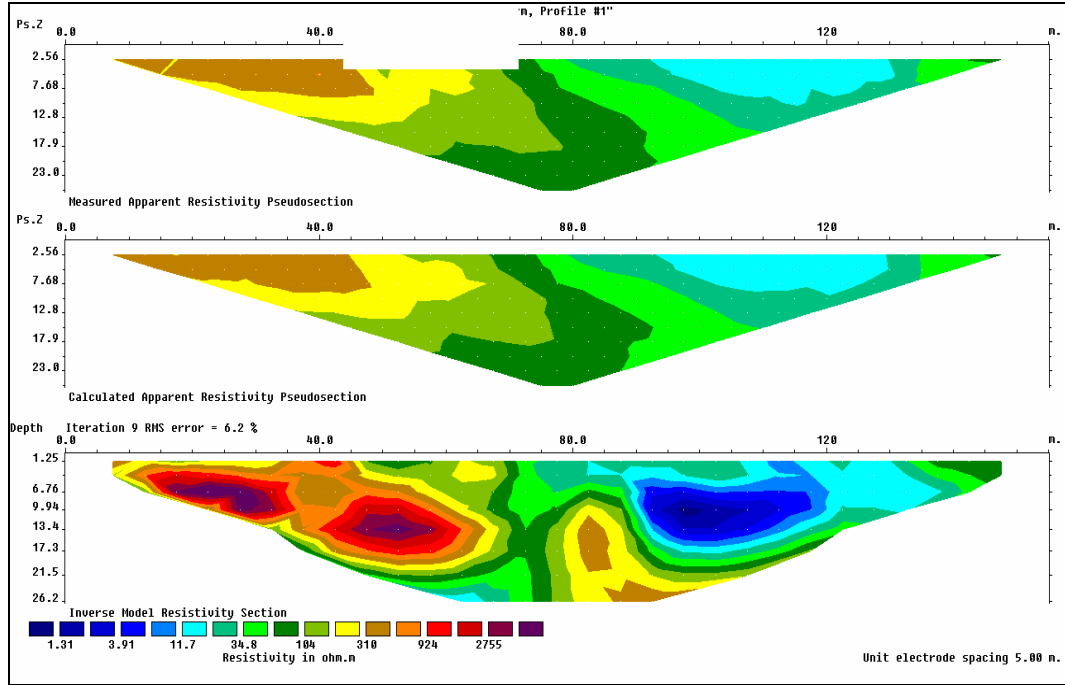 m, Profile #1"
Ps.Z 0.0 40.0 80.0 120 m.
2.56
7.68
12.8
17.9
23.0
Measured Apparent Resistivity Pseudosection
Ps.Z 0.0 40.0 80.0 120 m.
2.56
7.68
12.8
17.9
23.0
Calculated Apparent Resistivity Pseudosection
Depth Iteration 9 RMS error = 6.2 %
0.0 40.0 80.0 120 m.
1.25
6.76
9.94
13.4
17.3
21.5
26.2
Inverse Model Resistivity Section
1.31 3.91 11.7 34.8 104 310 924 2755
Resistivity in ohm.m
Unit electrode spacing 5.00 m.